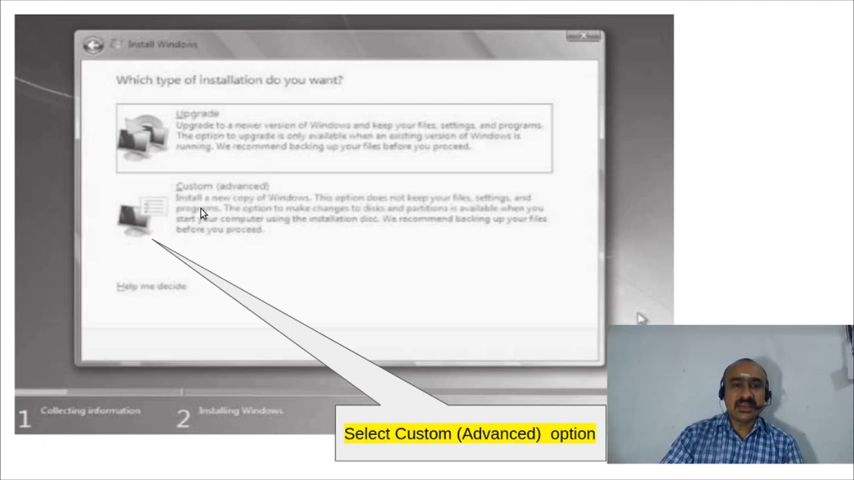 Install Windows
Which type of installation do you want?
Upgrade
Upgrade to a newer version of Windows and keep your files, settings, and programs.
The option to upgrade is only available when an existing version of Windows is
running. We recommend backing up your files before you proceed.
Custom (advanced)
Install a new copy of Windows. This option does not keep your files, settings, and
programs. The option to make changes to disks and partitions is available when you
start your computer using the installation disc. We recommend backing up your files
before you proceed.
Help me decide
1 Collecting information 2 Installing Windows
Select Custom (Advanced) option